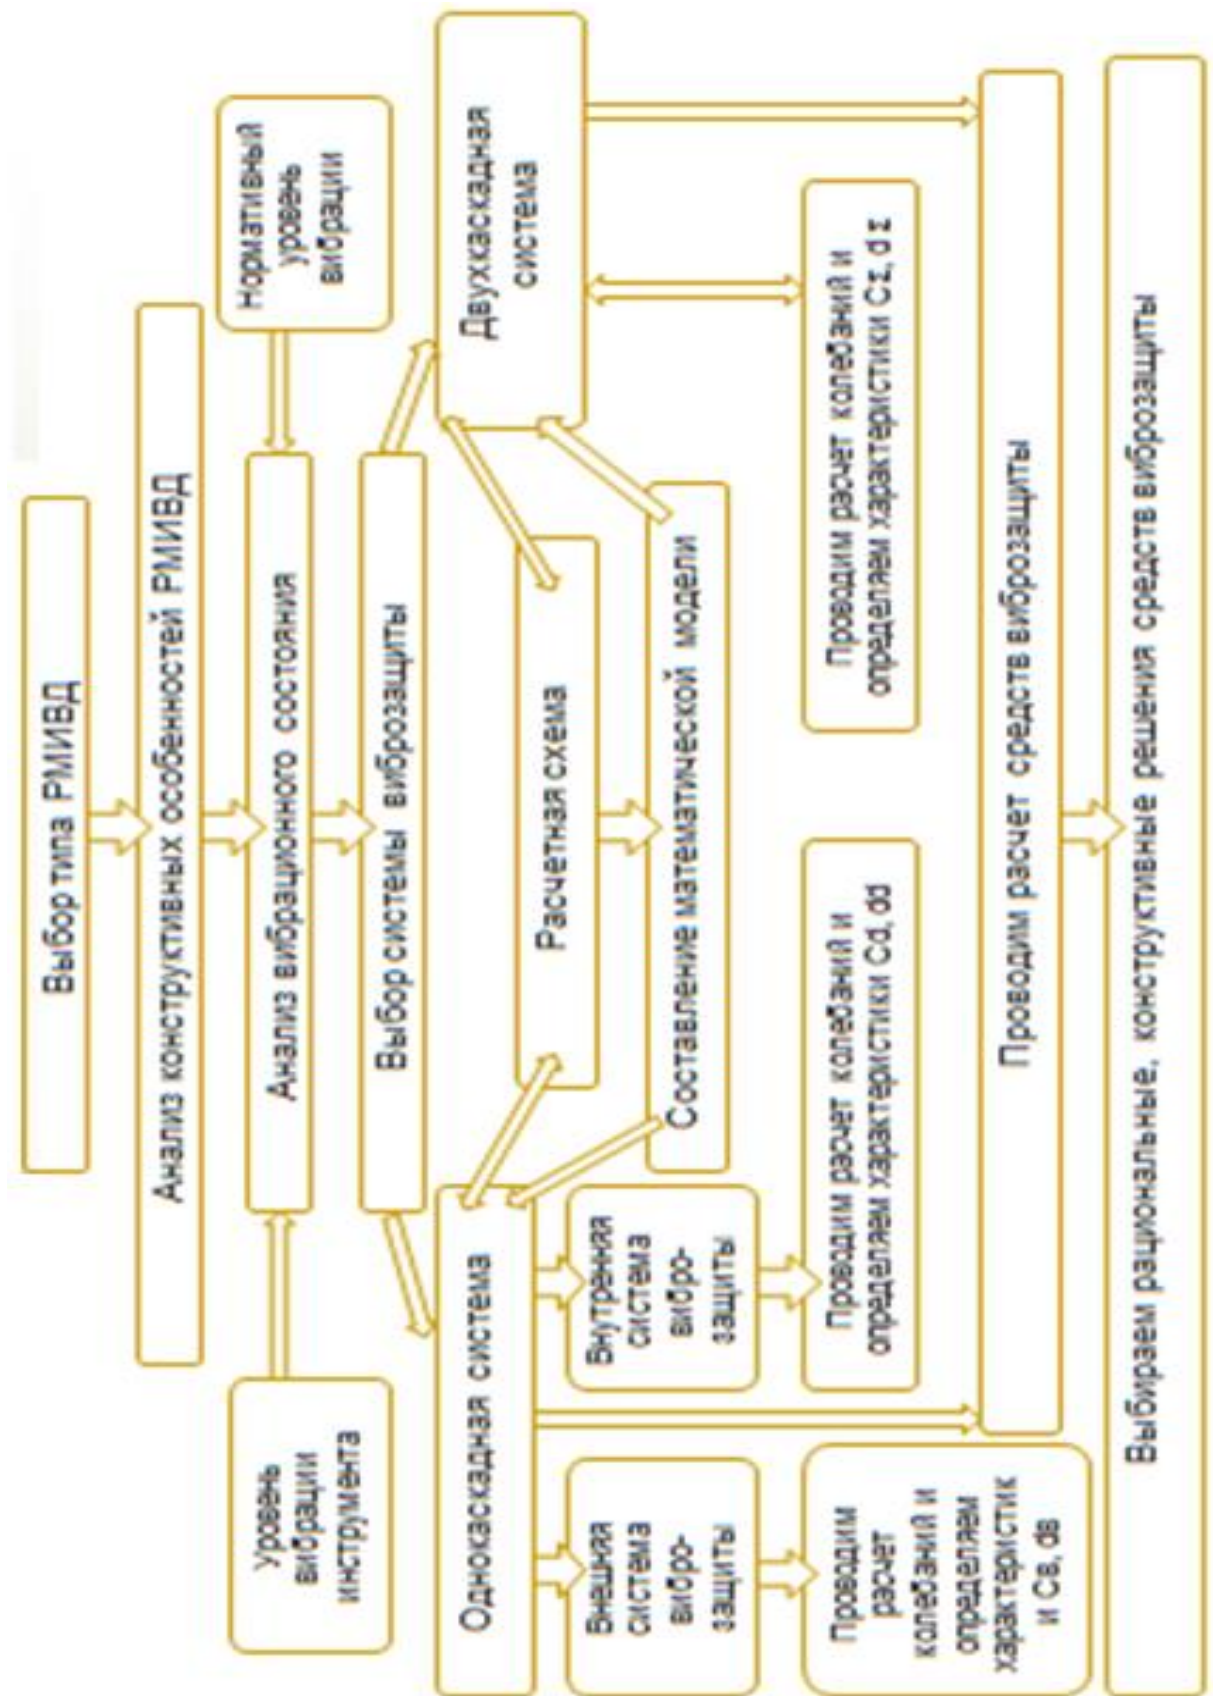 Выбор типа РМИВД
Анализ конструктивных особенностей РМИВД
Уровень
вибрации
инструмента
Анализ вибрационного состояния
Нормативный
уровень
вибрации
Выбор системы виброзащиты
Однокаскадная система
Двухкаскадная
система
Расчетная схема
Составление математической модели
Внешняя
система
вибро-
защиты
Внутренняя
система
вибро-
защиты
Проводим
расчет
колебаний и
определяем
характеристик
и Св, dв
Проводим расчет колебаний и
определяем характеристики Cd, dd
Проводим расчет колебаний и
определяем характеристики C Σ, d Σ
Проводим расчет средств виброзащиты
Выбираем рациональные, конструктивные решения средств виброзащиты